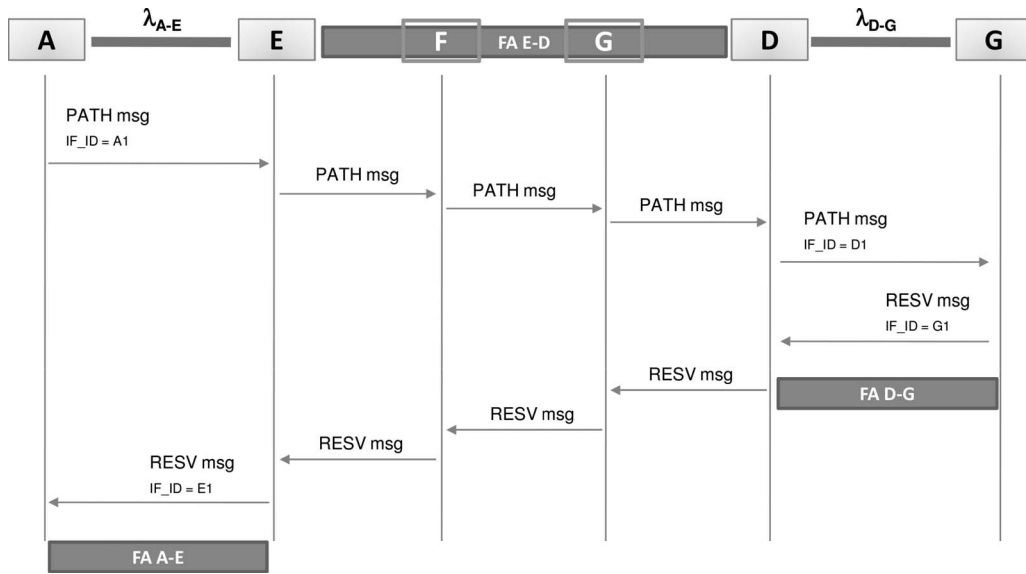 λA-E
λD-G
A
E
F
FA E-D
G
D
G
PATH msg
IF_ID = A1
PATH msg
PATH msg
PATH msg
PATH msg
IF_ID = D1
RESV msg
IF_ID = G1
RESV msg
FA D-G
RESV msg
RESV msg
RESV msg
IF_ID = E1
FA A-E